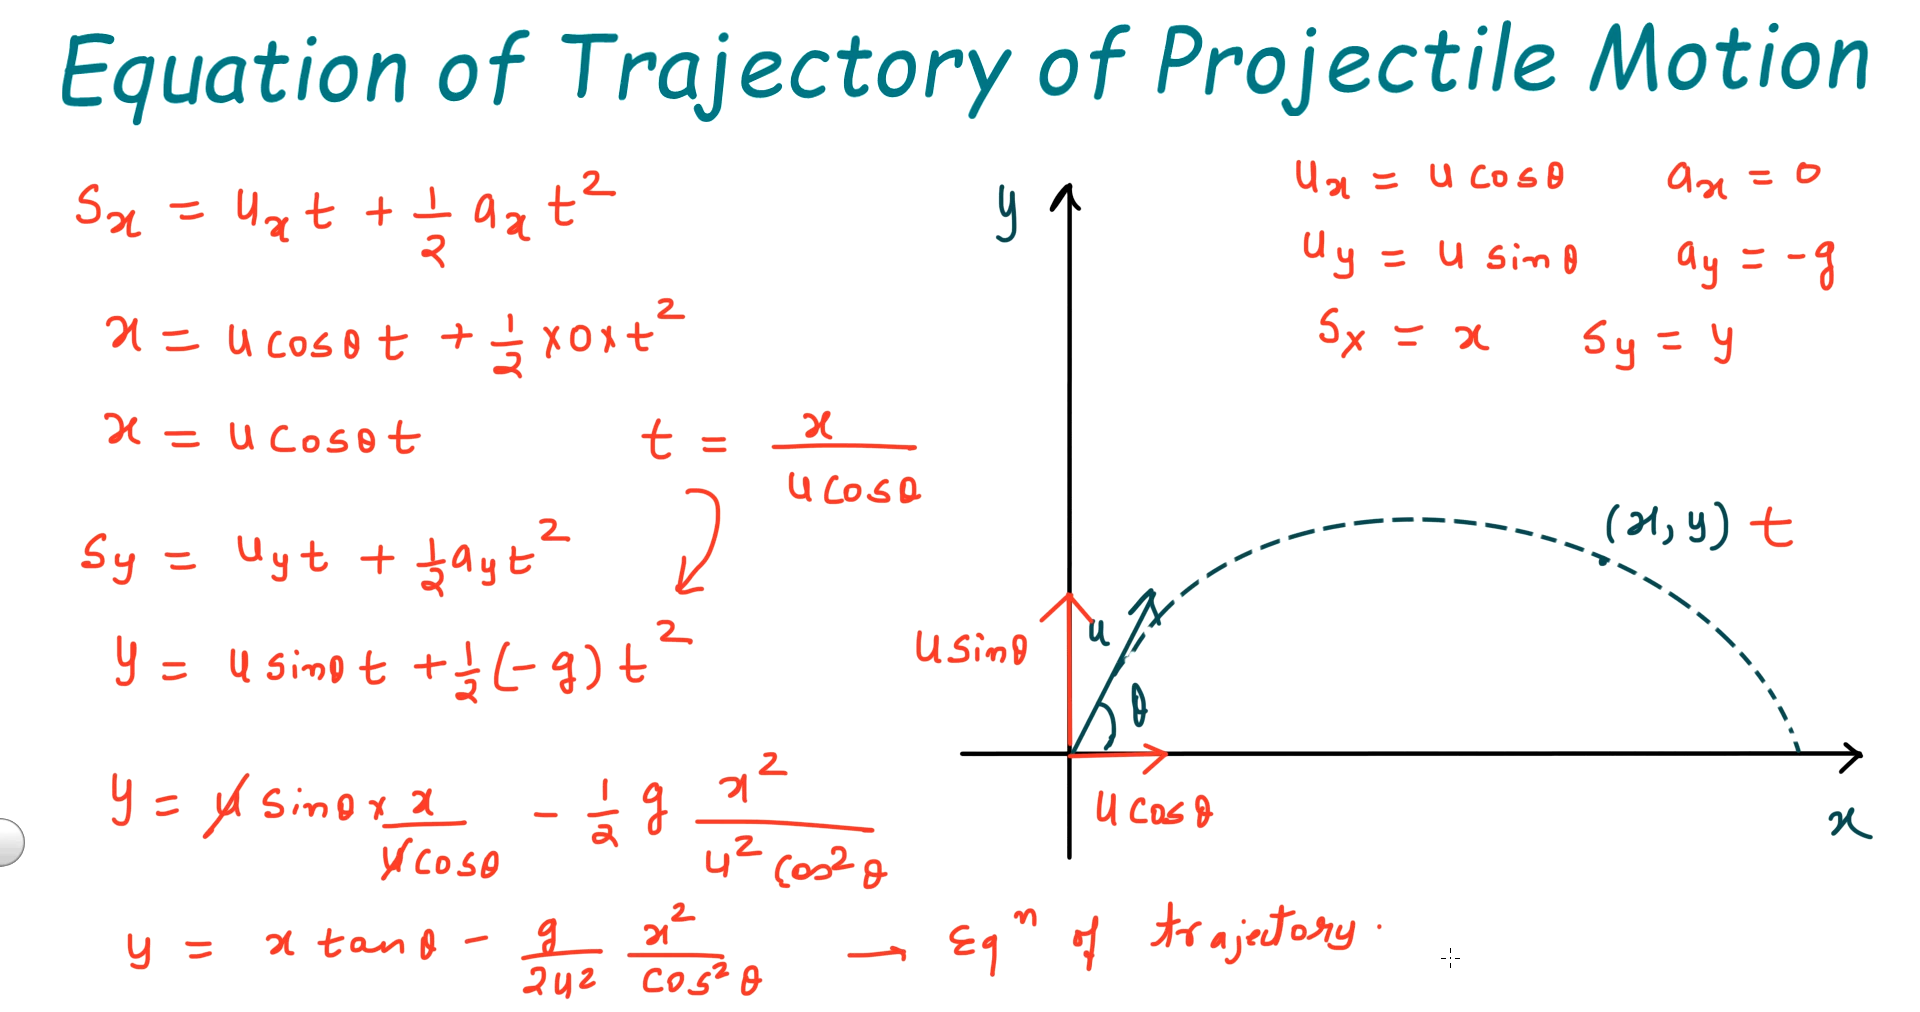 Equation of Trajectory of Projectile Motion
Sx = ux t + 1/2 ax t²
x = u cosθ t + 1/2 × 0 × t²
x = u cosθ t
t = x / u cosθ
Sy = uy t + 1/2 ay t²
y = u sinθ t + 1/2 (-g) t²
y = u sinθ × x / u cosθ - 1/2 g x² / u² cos²θ
y = x tanθ - g / 2u² x² / cos²θ → Eqⁿ of trajectory.
ux = u cosθ ax = 0
uy = u sinθ ay = -g
Sx = x Sy = y
y
(x, y) t
u
u sinθ
θ
u cosθ
x